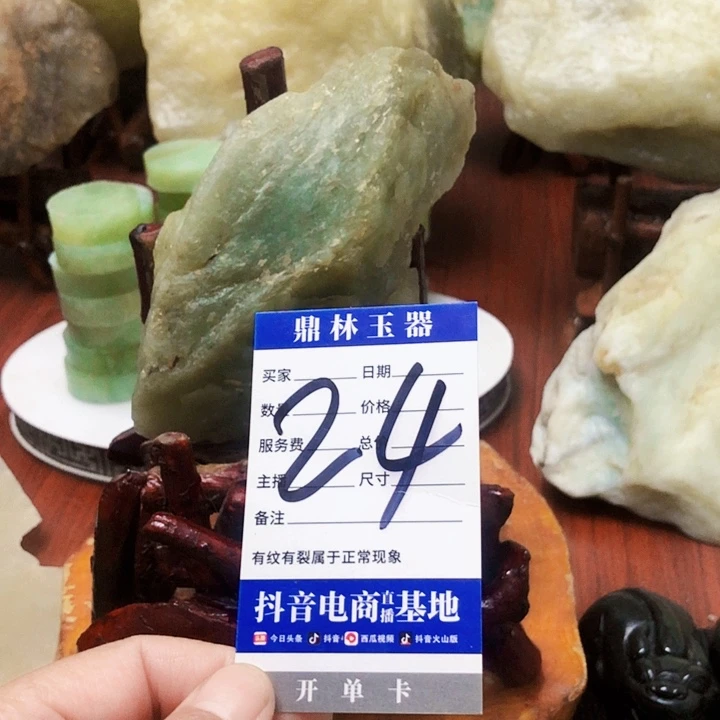 鼎林玉器
买家 日期
数量 价格
服务费 总价
主播 尺寸
24
备注
有纹有裂属于正常现象
抖音电商直播基地
今日头条 抖音 西瓜视频 抖音火山版
开单卡